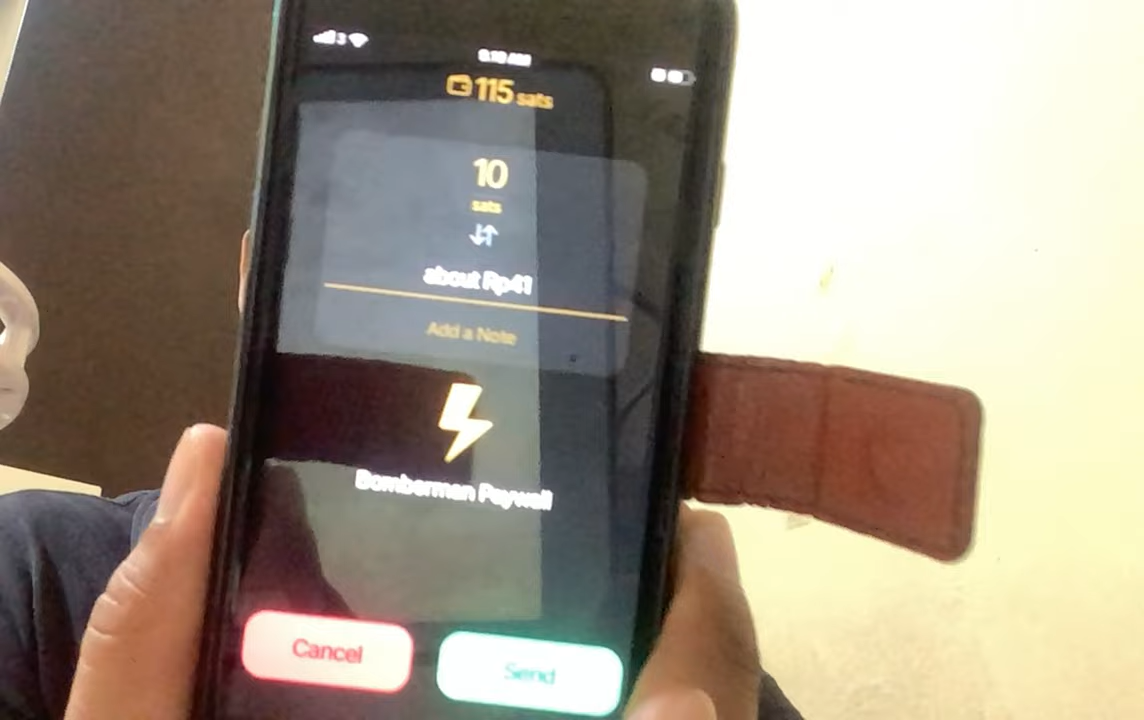 115 sats
10
sats
about Rp41
Add a Note
Bomberman Paywall
Cancel
Send